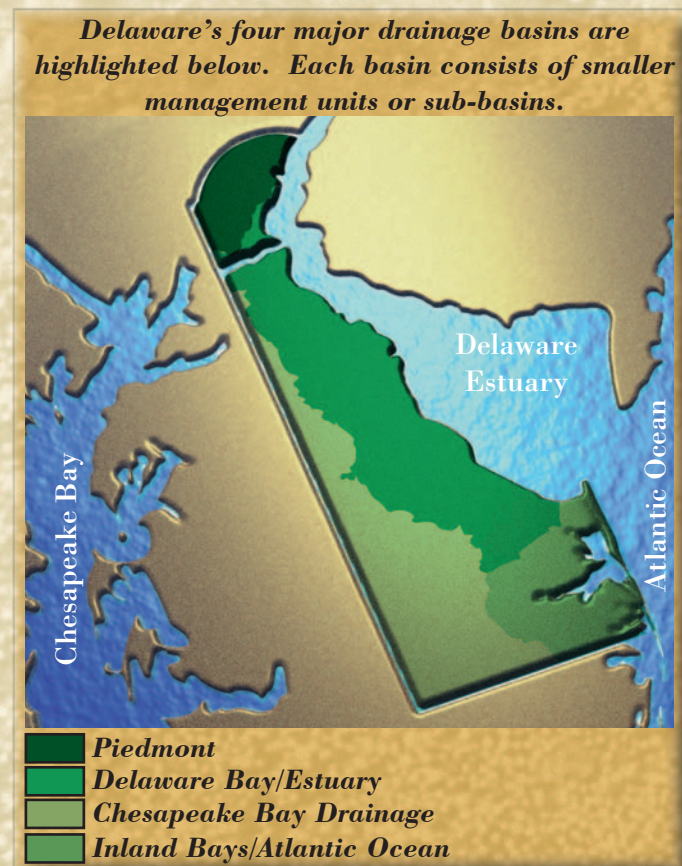 Delaware's four major drainage basins are
highlighted below. Each basin consists of smaller
management units or sub-basins.
Delaware
Estuary
Chesapeake Bay
Atlantic Ocean
Piedmont
Delaware Bay/Estuary
Chesapeake Bay Drainage
Inland Bays/Atlantic Ocean